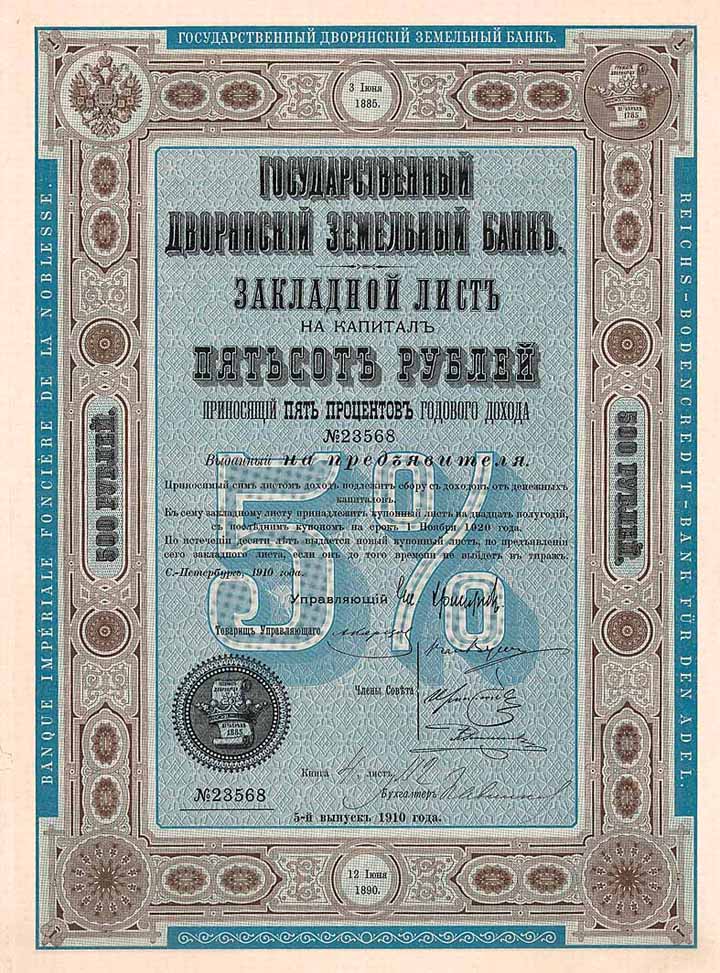 ГОСУДАРСТВЕННЫЙ ДВОРЯНСКІЙ ЗЕМЕЛЬНЫЙ БАНКЪ.
3 Іюня
1885.
1785
ГОСУДАРСТВЕННЫЙ
ДВОРЯНСКІЙ ЗЕМЕЛЬНЫЙ БАНКЪ.
ЗАКЛАДНОЙ ЛИСТЪ
НА КАПИТАЛЪ
ПЯТЬСОТЪ РУБЛЕЙ
ПРИНОСЯЩІЙ ПЯТЬ ПРОЦЕНТОВЪ ГОДОВОГО ДОХОДА
№23568
Выданный на предъявителя.
5%
Приносимый симъ листомъ доходъ подлежитъ сбору съ доходовъ отъ денежныхъ
капиталовъ.
Къ сему закладному листу принадлежитъ купонный листъ на двадцать полугодій,
съ послѣднимъ купономъ на срокъ 1 Ноября 1920 года.
По истеченіи десяти лѣтъ выдается новый купонный листъ, по предъявленіи
сего закладного листа, если онъ до того времени не выйдетъ въ тиражъ.
С.-Петербургъ, 1910 года.
Управляющій
Товарищъ Управляющаго
Члены Совѣта
1885
Книга 4, листъ
№23568
Бухгалтеръ
5-й выпускъ 1910 года.
12 Іюня
1890.
BANQUE IMPÉRIALE FONCIÈRE DE LA NOBLESSE.
500 РУБЛЕЙ.
500 РУБЛЕЙ.
REICHS-BODENCREDIT-BANK FÜR DEN ADEL.